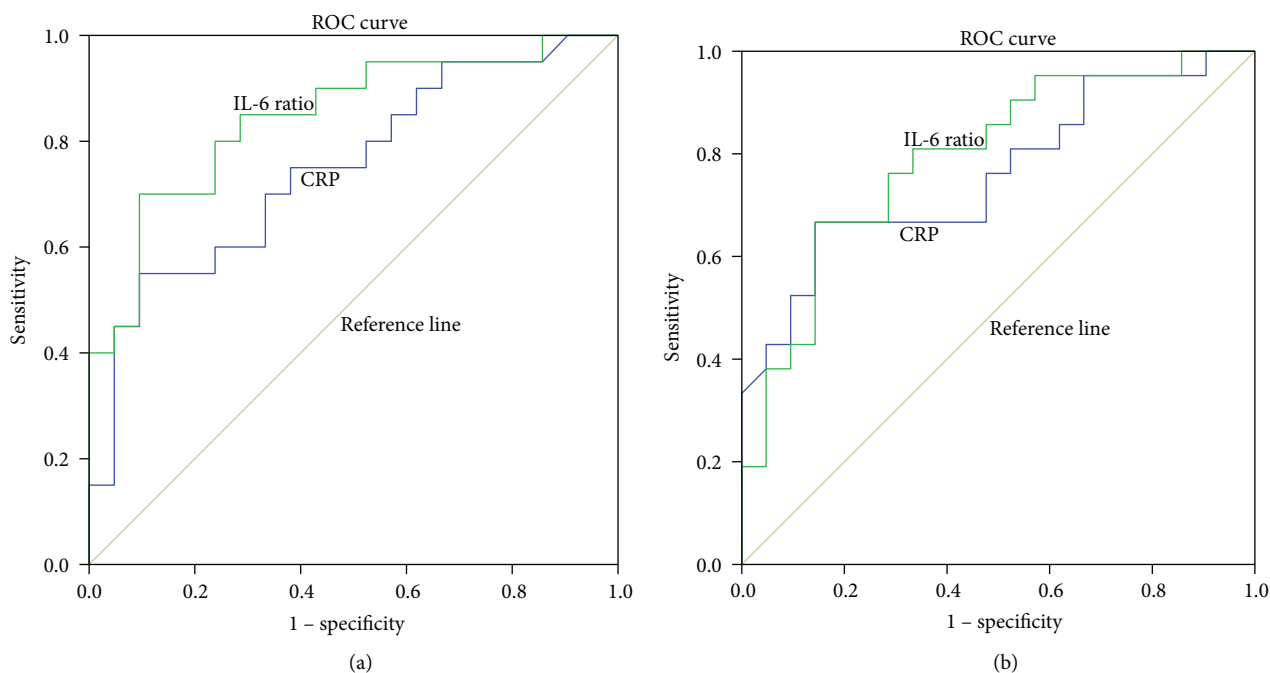 ROC curve
1.0
0.8
0.6
0.4
0.2
0.0
Sensitivity
IL-6 ratio
CRP
Reference line
0.0 0.2 0.4 0.6 0.8 1.0
1 – specificity
(a)
ROC curve
1.0
0.8
0.6
0.4
0.2
0.0
Sensitivity
IL-6 ratio
CRP
Reference line
0.0 0.2 0.4 0.6 0.8 1.0
1 – specificity
(b)